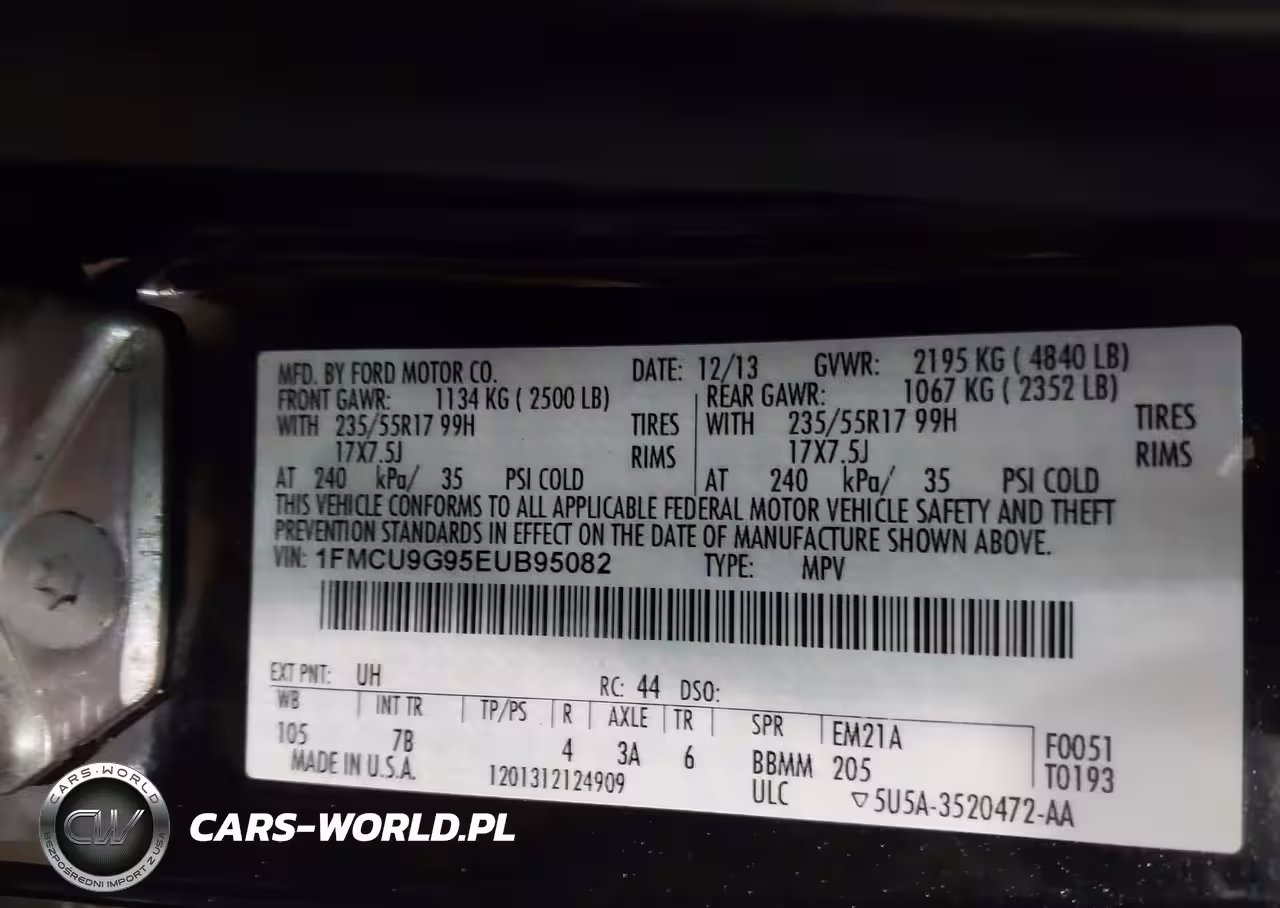 MFD. BY FORD MOTOR CO. DATE: 12/13 GVWR: 2195 KG ( 4840 LB)
FRONT GAWR: 1134 KG ( 2500 LB) REAR GAWR: 1067 KG ( 2352 LB)
WITH 235/55R17 99H TIRES WITH 235/55R17 99H TIRES
17X7.5J RIMS 17X7.5J RIMS
AT 240 kPa/ 35 PSI COLD AT 240 kPa/ 35 PSI COLD
THIS VEHICLE CONFORMS TO ALL APPLICABLE FEDERAL MOTOR VEHICLE SAFETY AND THEFT
PREVENTION STANDARDS IN EFFECT ON THE DATE OF MANUFACTURE SHOWN ABOVE.
VIN: 1FMCU9G95EUB95082 TYPE: MPV
EXT PNT: UH RC: 44 DSO:
WB INT TR TP/PS R AXLE TR SPR EM21A F0051
105 7B 4 3A 6 BBMM 205 T0193
MADE IN U.S.A. 1201312124909 ULC ▽5U5A-3520472-AA
CARS-WORLD
CW
BEZPOŚREDNI IMPORT Z USA
CARS-WORLD.PL